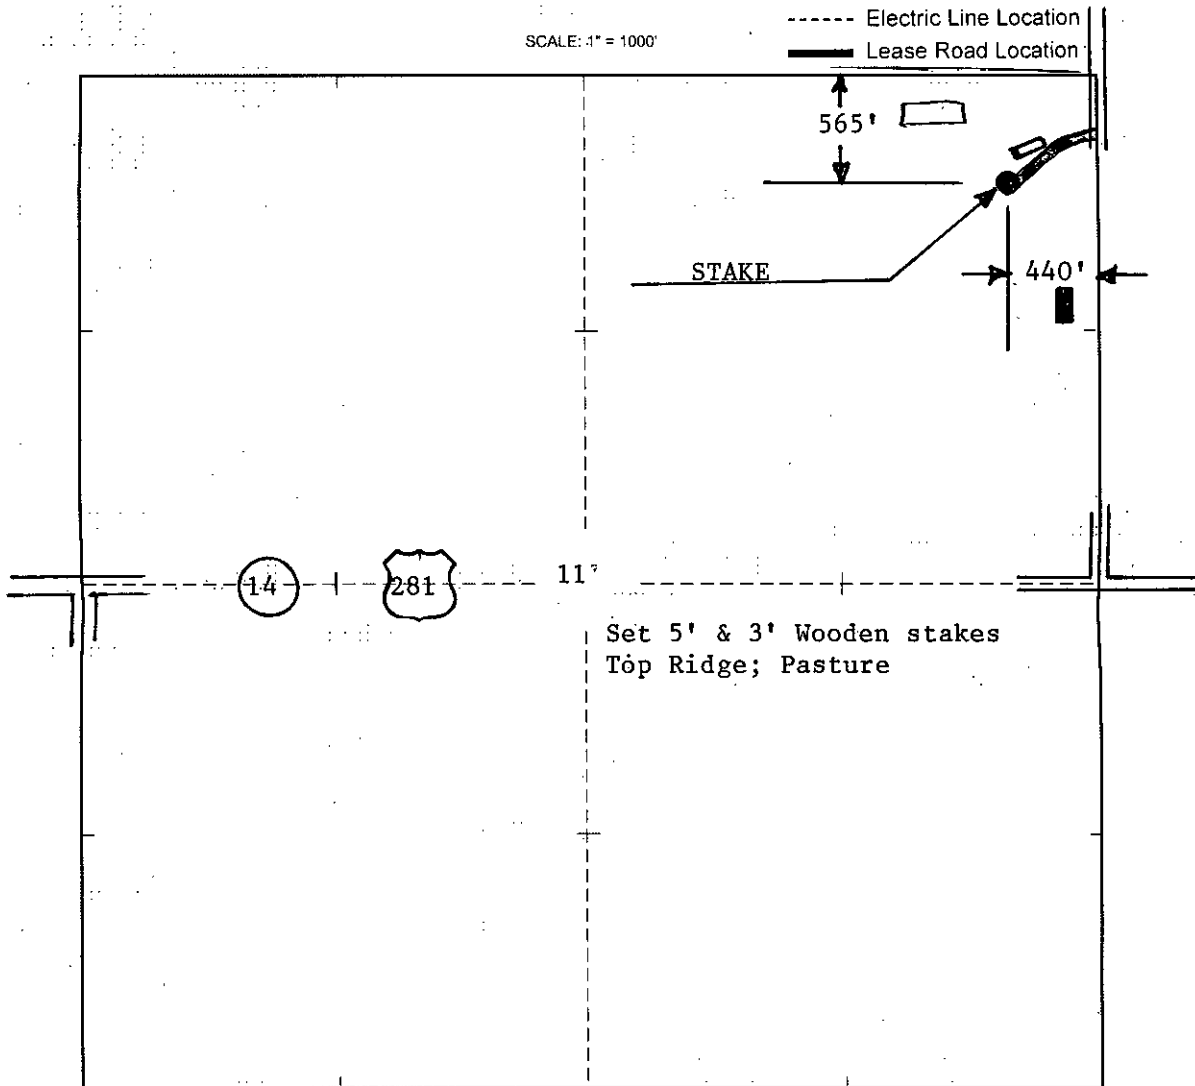 Electric Line Location
SCALE: 1" = 1000'
Lease Road Location
565'
STAKE
440'
14
281
11
Set 5' & 3' Wooden stakes
Top Ridge; Pasture